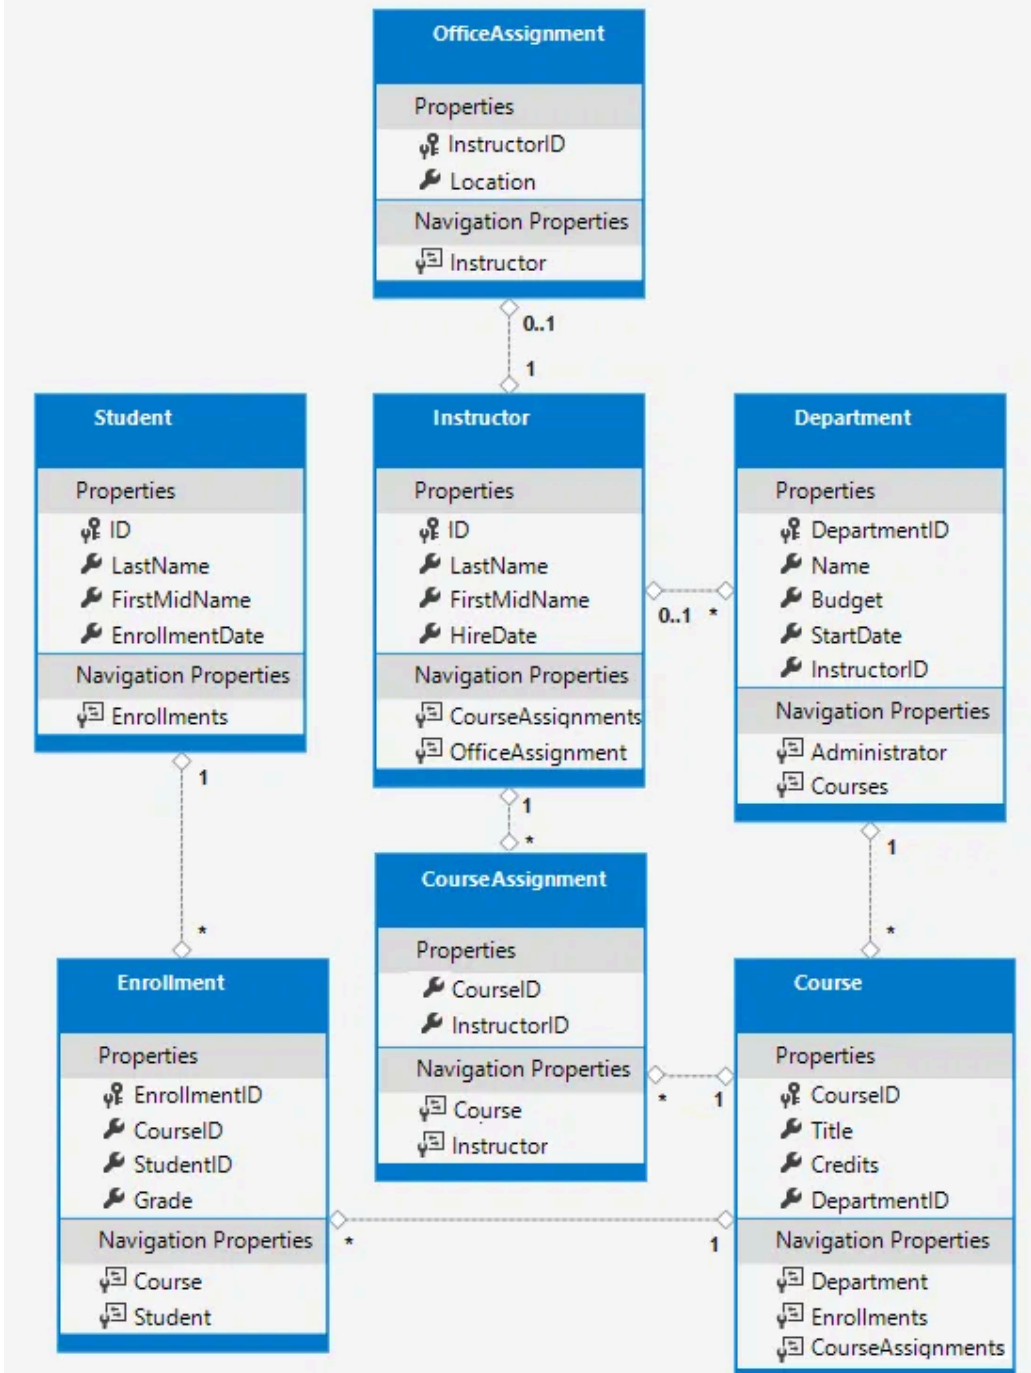 OfficeAssignment
Properties
InstructorID
Location
Navigation Properties
Instructor
0..1
1
Student
Properties
ID
LastName
FirstMidName
EnrollmentDate
Navigation Properties
Enrollments
1
*
Instructor
Properties
ID
LastName
FirstMidName
HireDate
Navigation Properties
CourseAssignments
OfficeAssignment
0..1 *
1
*
Department
Properties
DepartmentID
Name
Budget
StartDate
InstructorID
Navigation Properties
Administrator
Courses
1
*
CourseAssignment
Properties
CourseID
InstructorID
Navigation Properties
Course
Instructor
* 1
Enrollment
Properties
EnrollmentID
CourseID
StudentID
Grade
Navigation Properties
Course
Student
* 1
Course
Properties
CourseID
Title
Credits
DepartmentID
Navigation Properties
Department
Enrollments
CourseAssignments